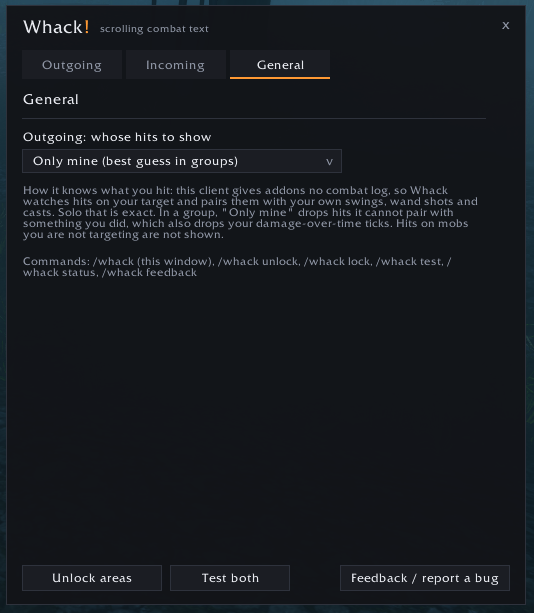 Whack! scrolling combat text x
Outgoing Incoming General
General
Outgoing: whose hits to show
Only mine (best guess in groups) v
How it knows what you hit: this client gives addons no combat log, so Whack
watches hits on your target and pairs them with your own swings, wand shots and
casts. Solo that is exact. In a group, "Only mine" drops hits it cannot pair with
something you did, which also drops your damage-over-time ticks. Hits on mobs
you are not targeting are not shown.
Commands: /whack (this window), /whack unlock, /whack lock, /whack test, /
whack status, /whack feedback
Unlock areas Test both Feedback / report a bug